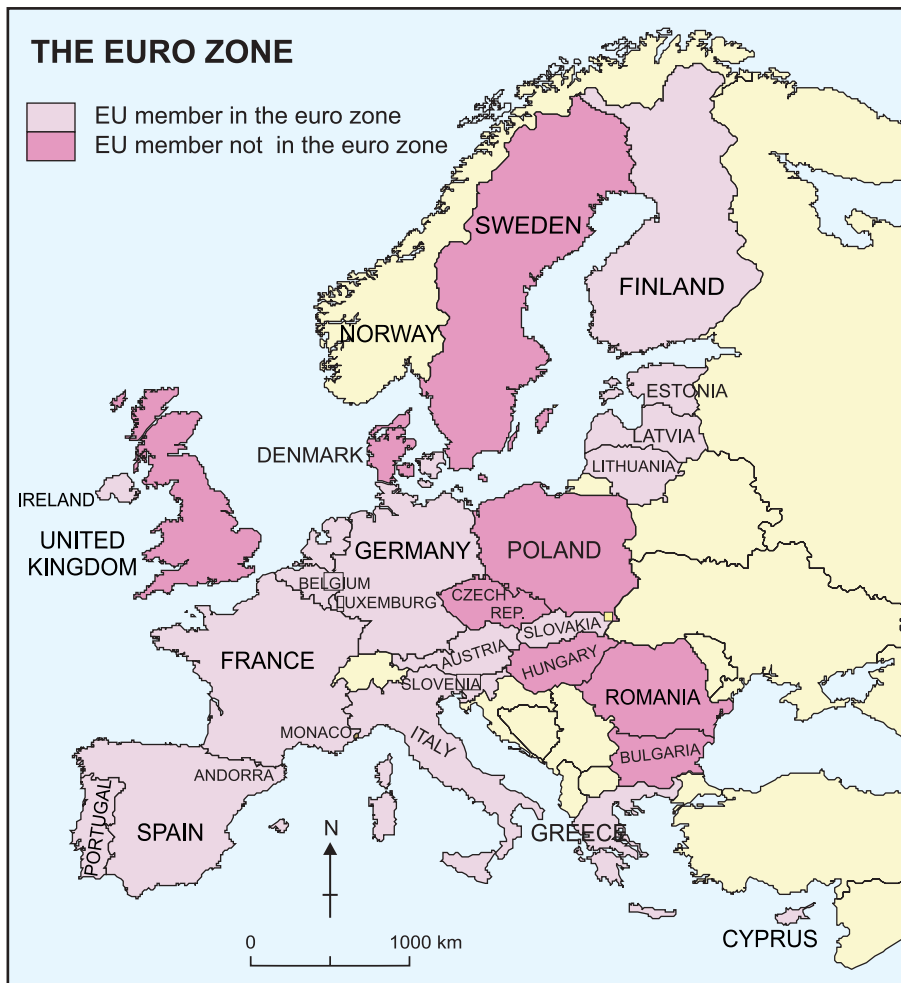 THE EURO ZONE
EU member in the euro zone
EU member not in the euro zone
SWEDEN
FINLAND
NORWAY
ESTONIA
LATVIA
LITHUANIA
DENMARK
IRELAND
UNITED
KINGDOM
GERMANY
POLAND
BELGIUM
LUXEMBURG
CZECH
REP.
SLOVAKIA
AUSTRIA
HUNGARY
FRANCE
SLOVENIA
ROMANIA
MONACO
ITALY
BULGARIA
ANDORRA
PORTUGAL
SPAIN
GREECE
N
CYPRUS
0 1000 km